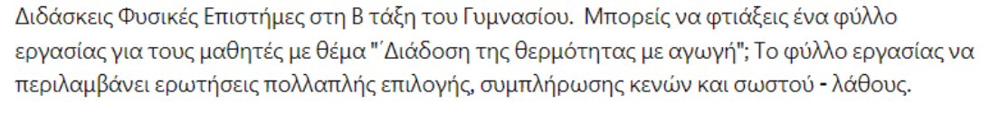 Διδάσκεις Φυσικές Επιστήμες στη Β τάξη του Γυμνασίου.  Μπορείς να φτιάξεις ένα φύλλο
εργασίας για τους μαθητές με θέμα "΄Διάδοση της θερμότητας με αγωγή"; Το φύλλο εργασίας να
περιλαμβάνει ερωτήσεις πολλαπλής επιλογής, συμπλήρωσης κενών και σωστού - λάθους.